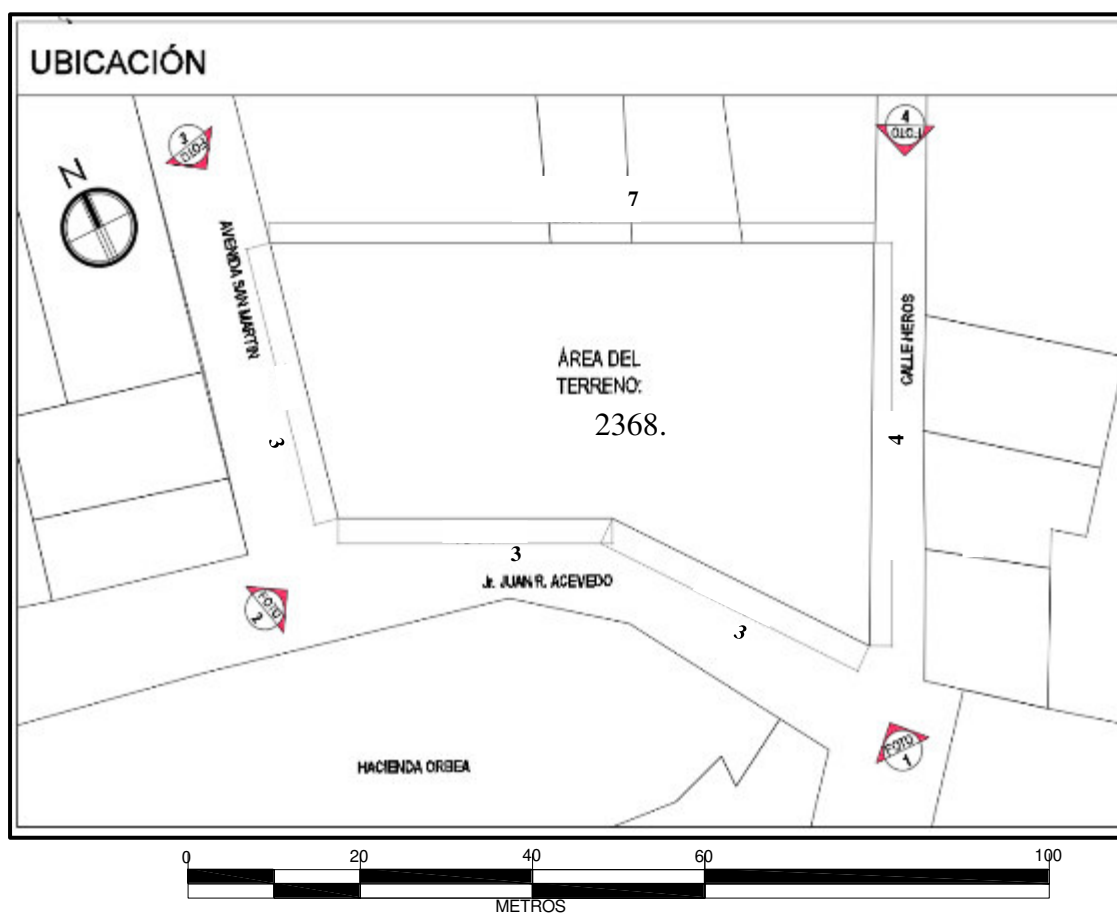 UBICACIÓN
3
FOTO
4
FOTO
N
7
AVENIDA SAN MARTIN
CALLE HEROS
ÁREA DEL
TERRENO:
2368.
3
4
3
Jr. JUAN R. ACEVEDO
3
FOTO
2
FOTO
1
HACIENDA ORBEA
0 20 40 60 100
METROS